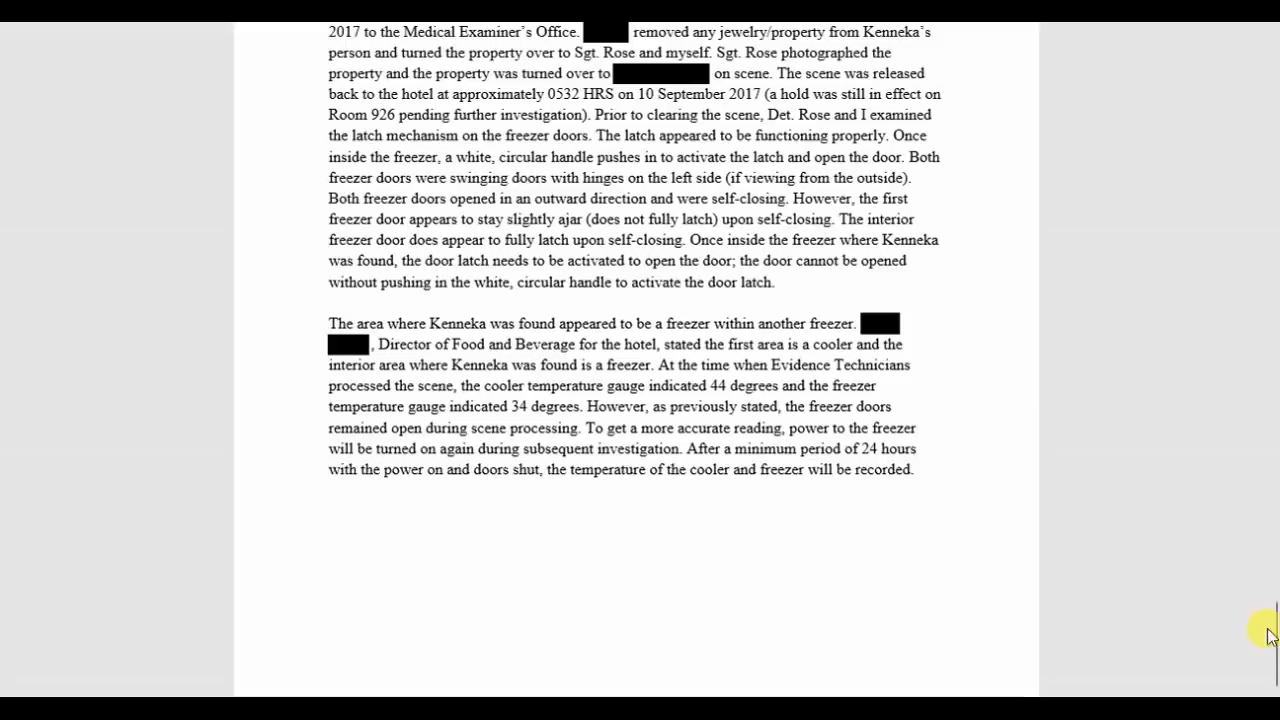 2017 to the Medical Examiner's Office. removed any jewelry/property from Kenneka's
person and turned the property over to Sgt. Rose and myself. Sgt. Rose photographed the
property and the property was turned over to on scene. The scene was released
back to the hotel at approximately 0532 HRS on 10 September 2017 (a hold was still in effect on
Room 926 pending further investigation). Prior to clearing the scene, Det. Rose and I examined
the latch mechanism on the freezer doors. The latch appeared to be functioning properly. Once
inside the freezer, a white, circular handle pushes in to activate the latch and open the door. Both
freezer doors were swinging doors with hinges on the left side (if viewing from the outside).
Both freezer doors opened in an outward direction and were self-closing. However, the first
freezer door appears to stay slightly ajar (does not fully latch) upon self-closing. The interior
freezer door does appear to fully latch upon self-closing. Once inside the freezer where Kenneka
was found, the door latch needs to be activated to open the door; the door cannot be opened
without pushing in the white, circular handle to activate the door latch.
The area where Kenneka was found appeared to be a freezer within another freezer.
, Director of Food and Beverage for the hotel, stated the first area is a cooler and the
interior area where Kenneka was found is a freezer. At the time when Evidence Technicians
processed the scene, the cooler temperature gauge indicated 44 degrees and the freezer
temperature gauge indicated 34 degrees. However, as previously stated, the freezer doors
remained open during scene processing. To get a more accurate reading, power to the freezer
will be turned on again during subsequent investigation. After a minimum period of 24 hours
with the power on and doors shut, the temperature of the cooler and freezer will be recorded.